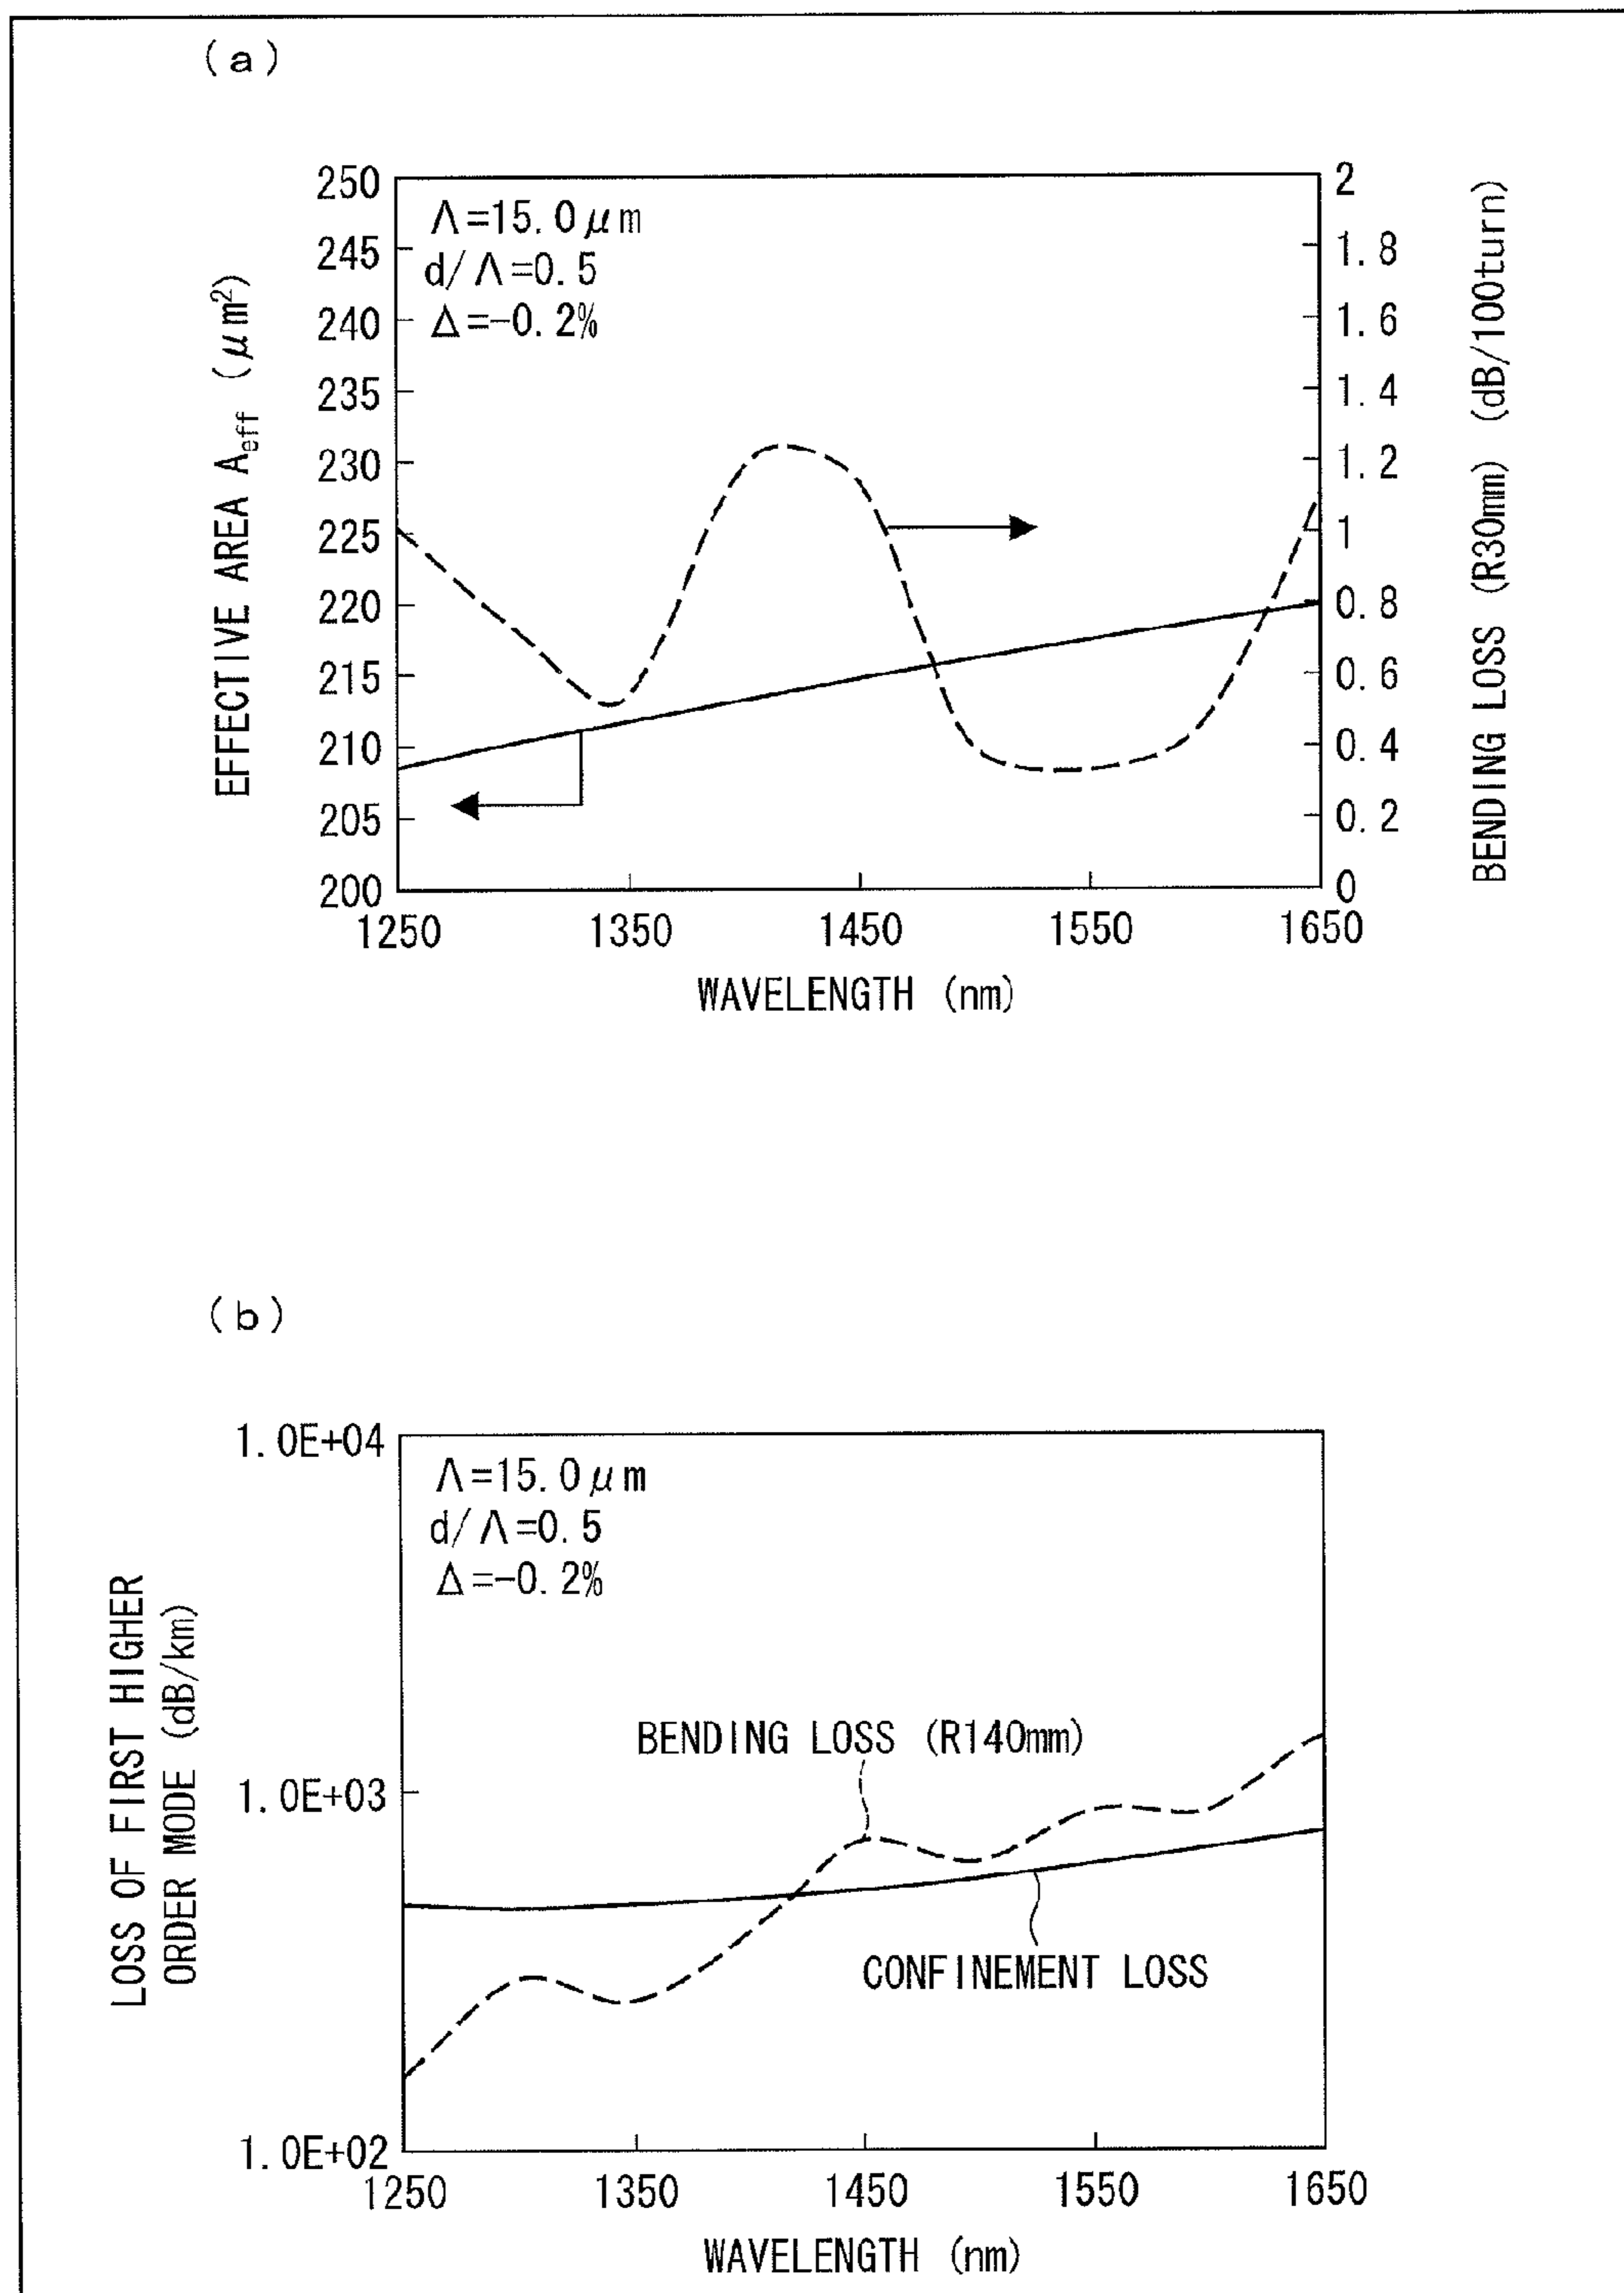 (a)
250
245
240
235
230
225
220
215
210
205
200
EFFECTIVE AREA Aeff (μm²)
Λ=15.0μm
d/Λ=0.5
Δ=-0.2%
2
1.8
1.6
1.4
1.2
1
0.8
0.6
0.4
0.2
0
BENDING LOSS (R30mm) (dB/100turn)
1250 1350 1450 1550 1650
WAVELENGTH (nm)
(b)
1.0E+04
1.0E+03
1.0E+02
LOSS OF FIRST HIGHER
ORDER MODE (dB/km)
Λ=15.0μm
d/Λ=0.5
Δ=-0.2%
BENDING LOSS (R140mm)
CONFINEMENT LOSS
1250 1350 1450 1550 1650
WAVELENGTH (nm)